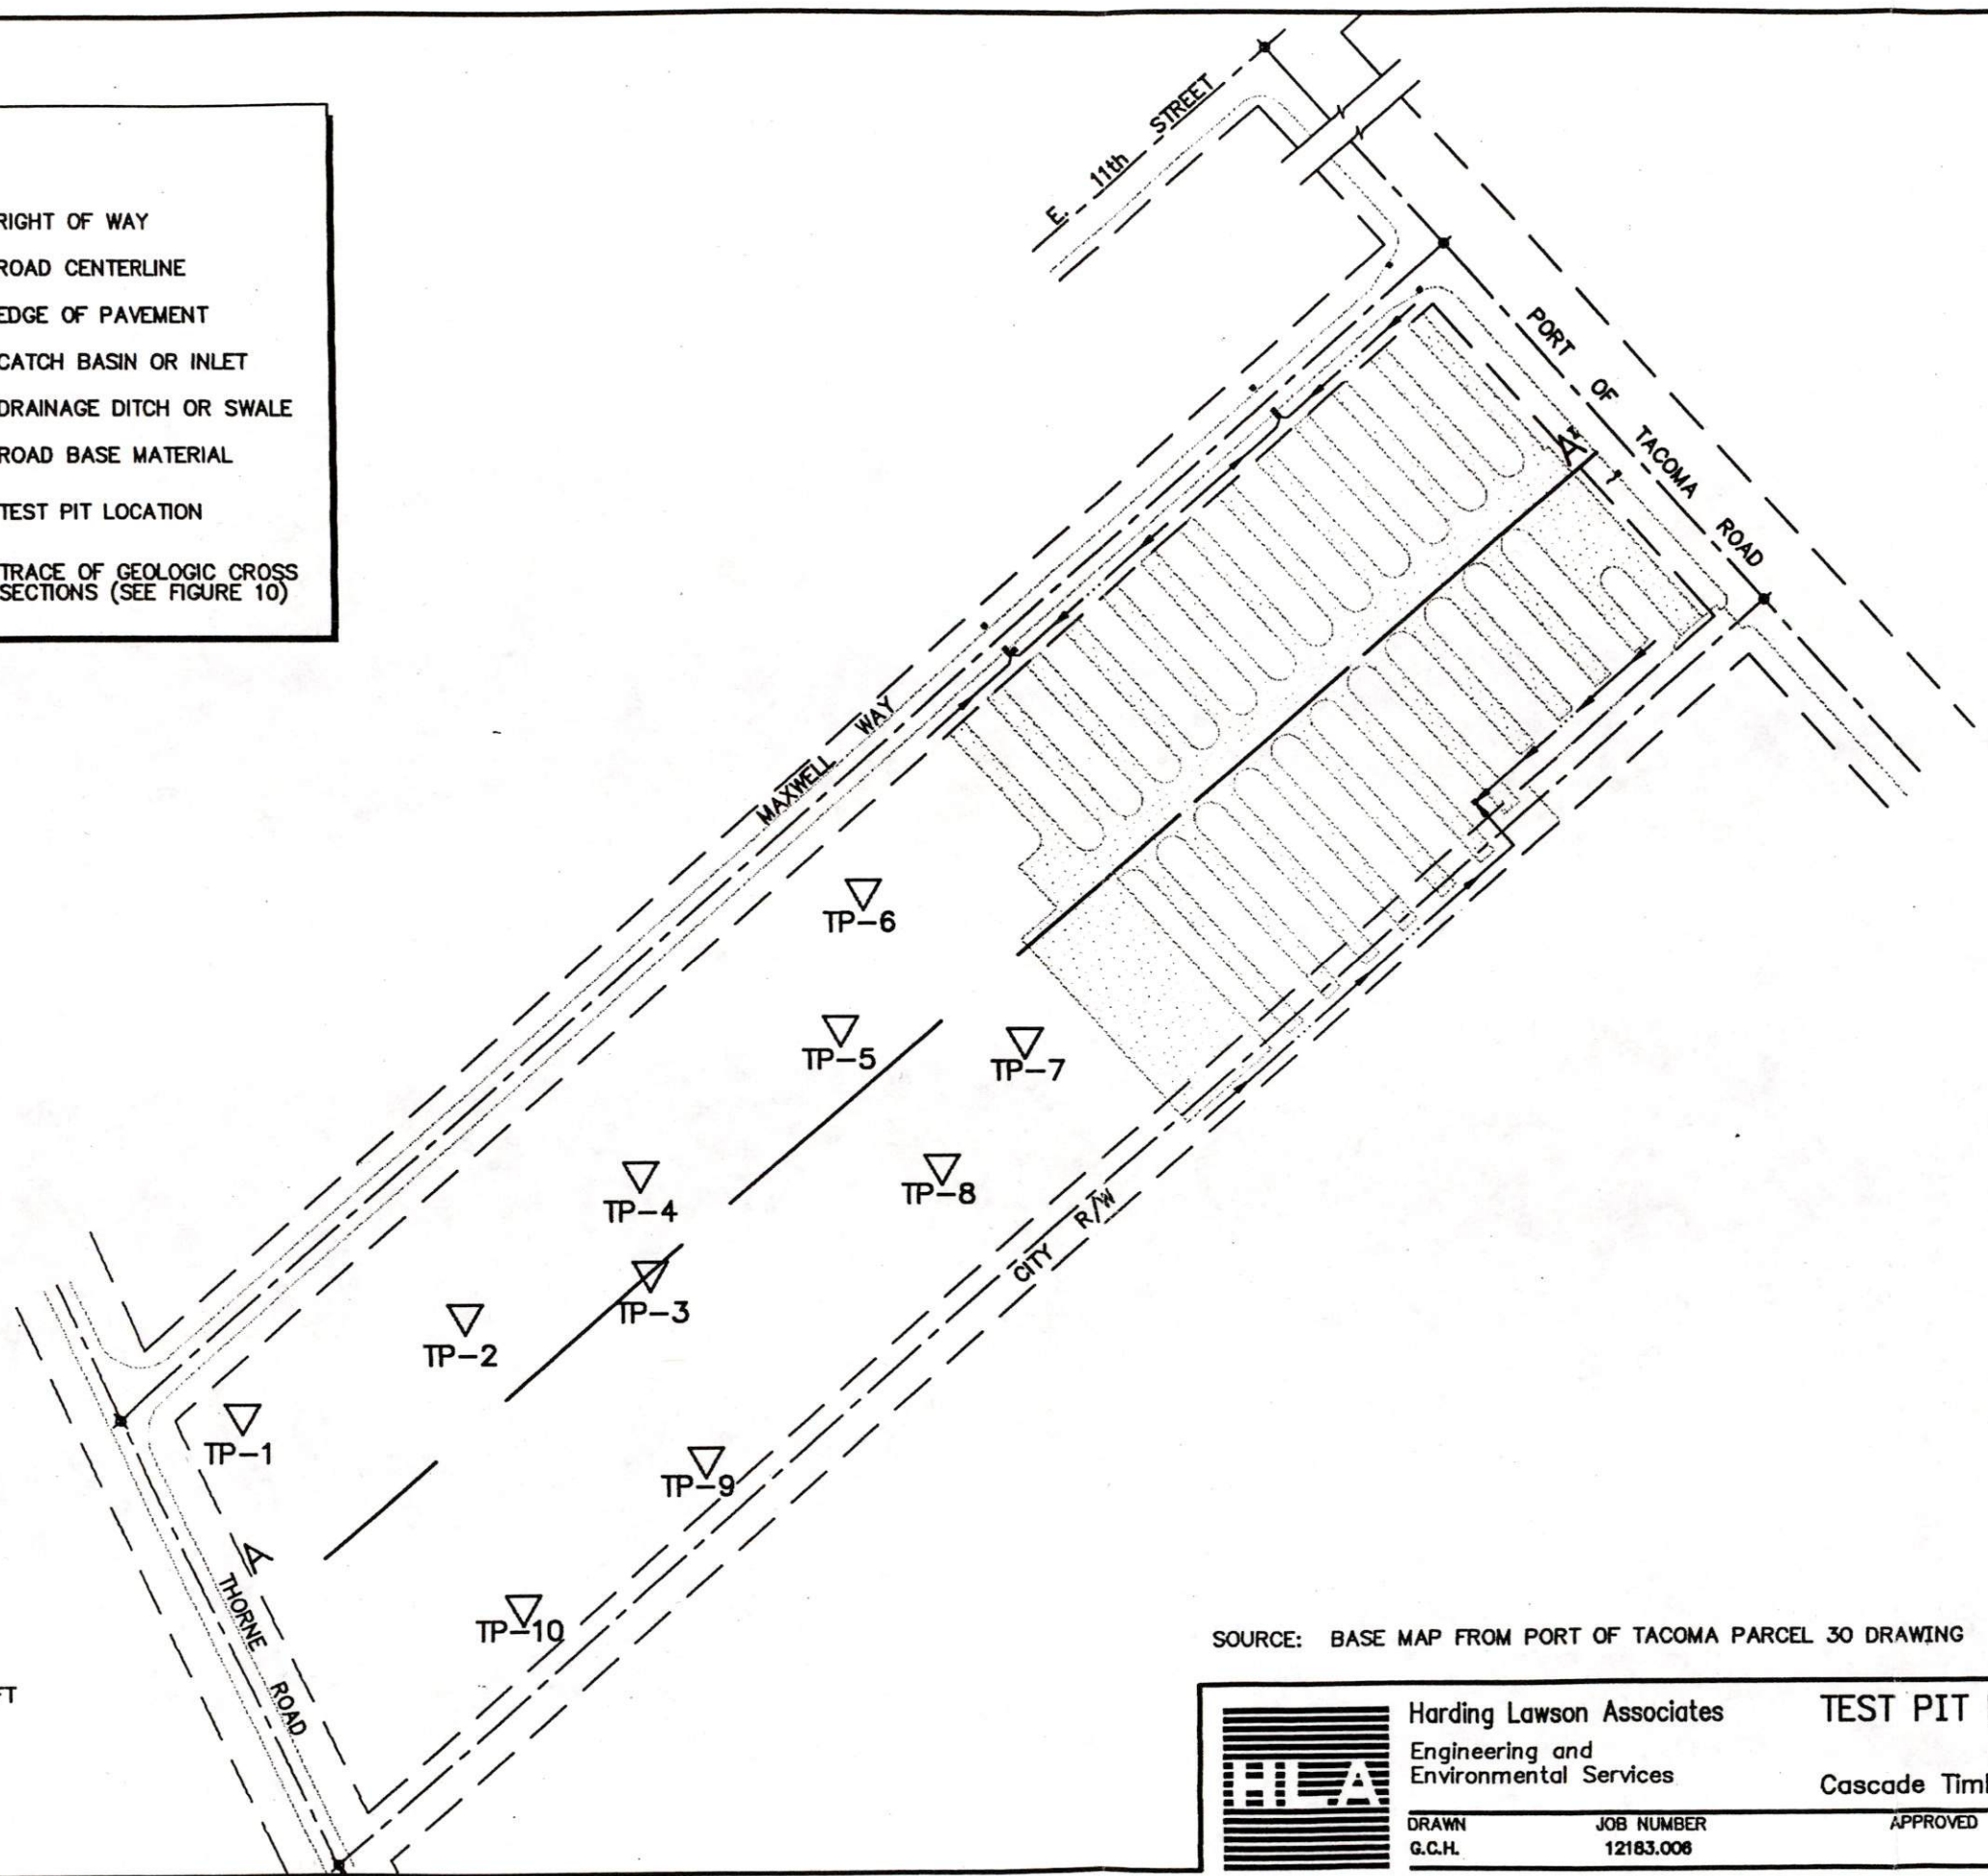 RIGHT OF WAY
ROAD CENTERLINE
EDGE OF PAVEMENT
CATCH BASIN OR INLET
DRAINAGE DITCH OR SWALE
ROAD BASE MATERIAL
TEST PIT LOCATION
TRACE OF GEOLOGIC CROSS
SECTIONS (SEE FIGURE 10)
E. 11th STREET
PORT OF TACOMA ROAD
A'
MAXWELL WAY
TP-6
TP-5
TP-7
TP-4
TP-8
CITY R/W
TP-3
TP-2
TP-1
TP-9
A
THORNE ROAD
TP-10
FT
SOURCE: BASE MAP FROM PORT OF TACOMA PARCEL 30 DRAWING
HLA
Harding Lawson Associates
Engineering and
Environmental Services
TEST PIT
Cascade Timb
DRAWN JOB NUMBER APPROVED
G.C.H. 12183.006